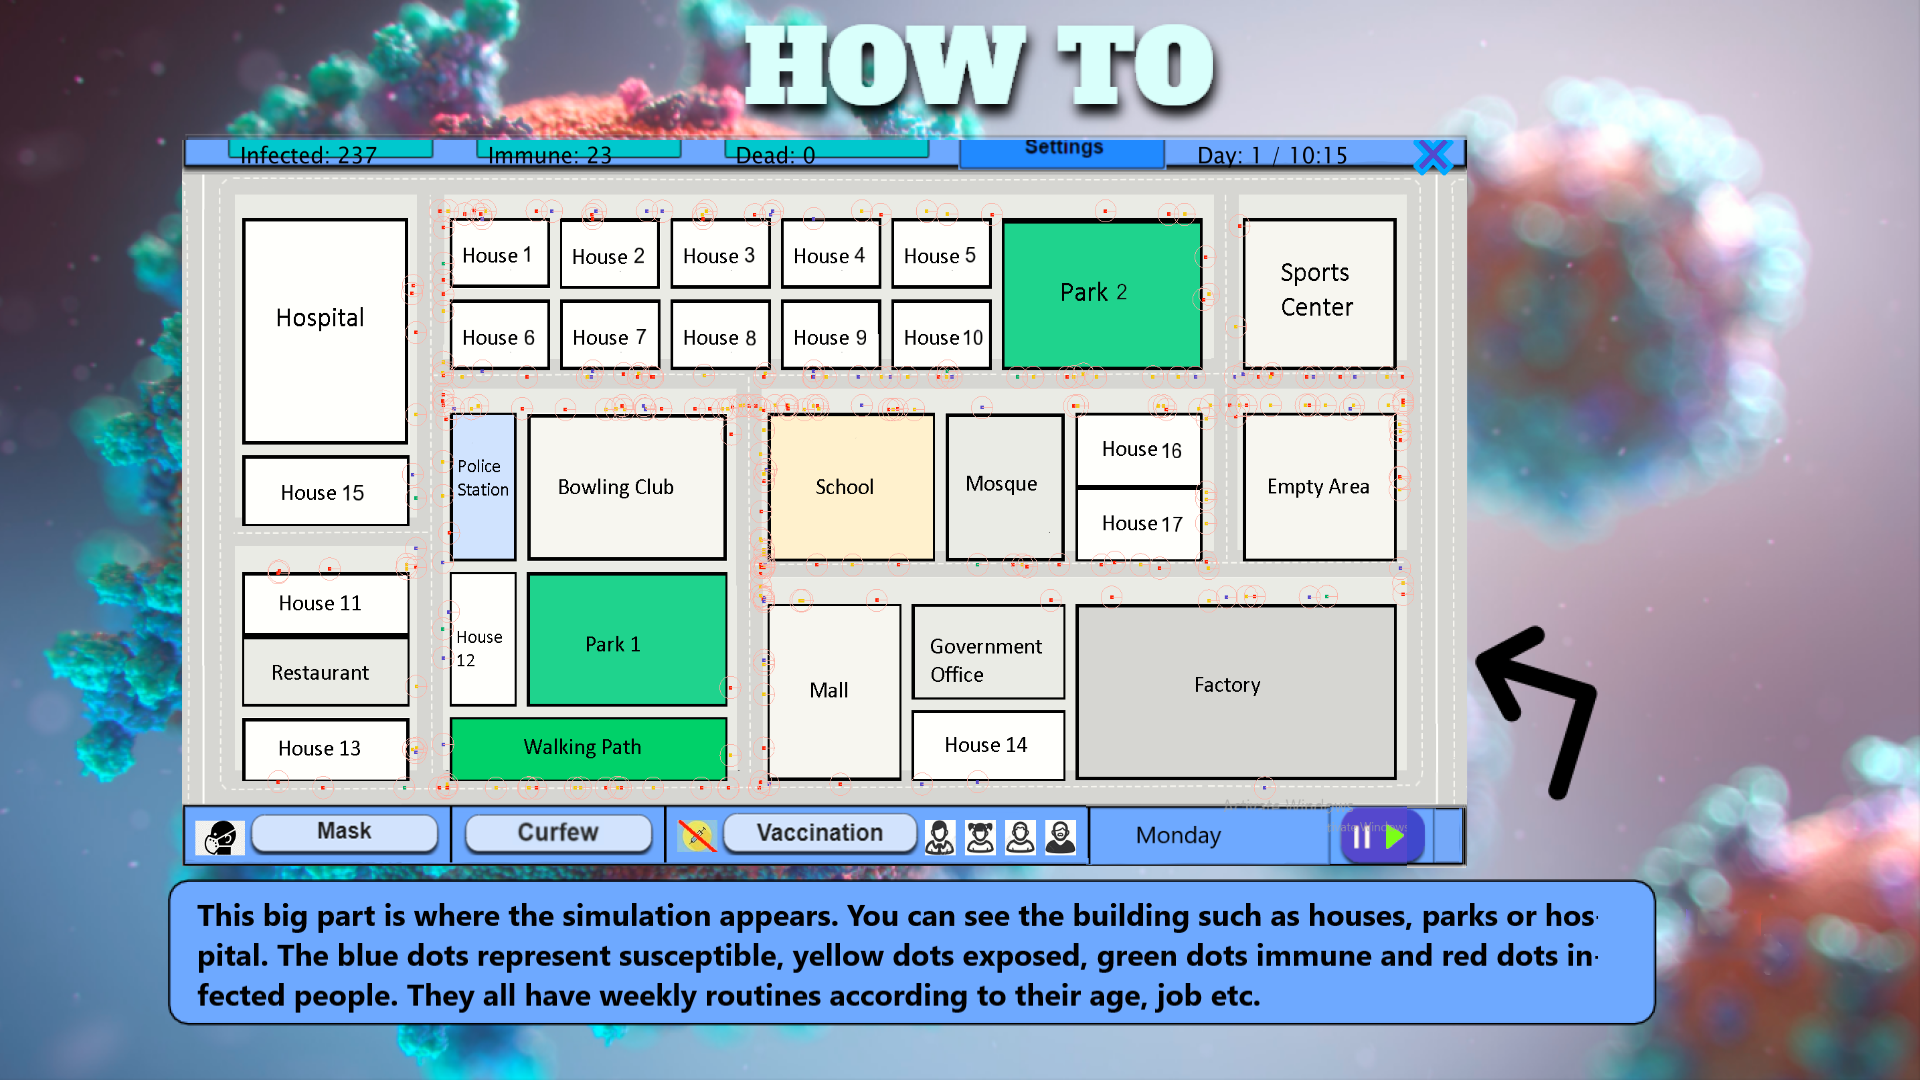 HOW TO
Infected: 237
Immune: 23
Dead: 0
Settings
Day: 1 / 10:15
Hospital
House 1
House 2
House 3
House 4
House 5
Park 2
Sports
Center
House 6
House 7
House 8
House 9
House 10
House 15
Police
Station
Bowling Club
School
Mosque
House 16
House 17
Empty Area
House 11
Restaurant
House 13
House
12
Park 1
Walking Path
Mall
Government
Office
House 14
Factory
Mask
Curfew
Vaccination
Monday
This big part is where the simulation appears. You can see the building such as houses, parks or hos-
pital. The blue dots represent susceptible, yellow dots exposed, green dots immune and red dots in-
fected people. They all have weekly routines according to their age, job etc.